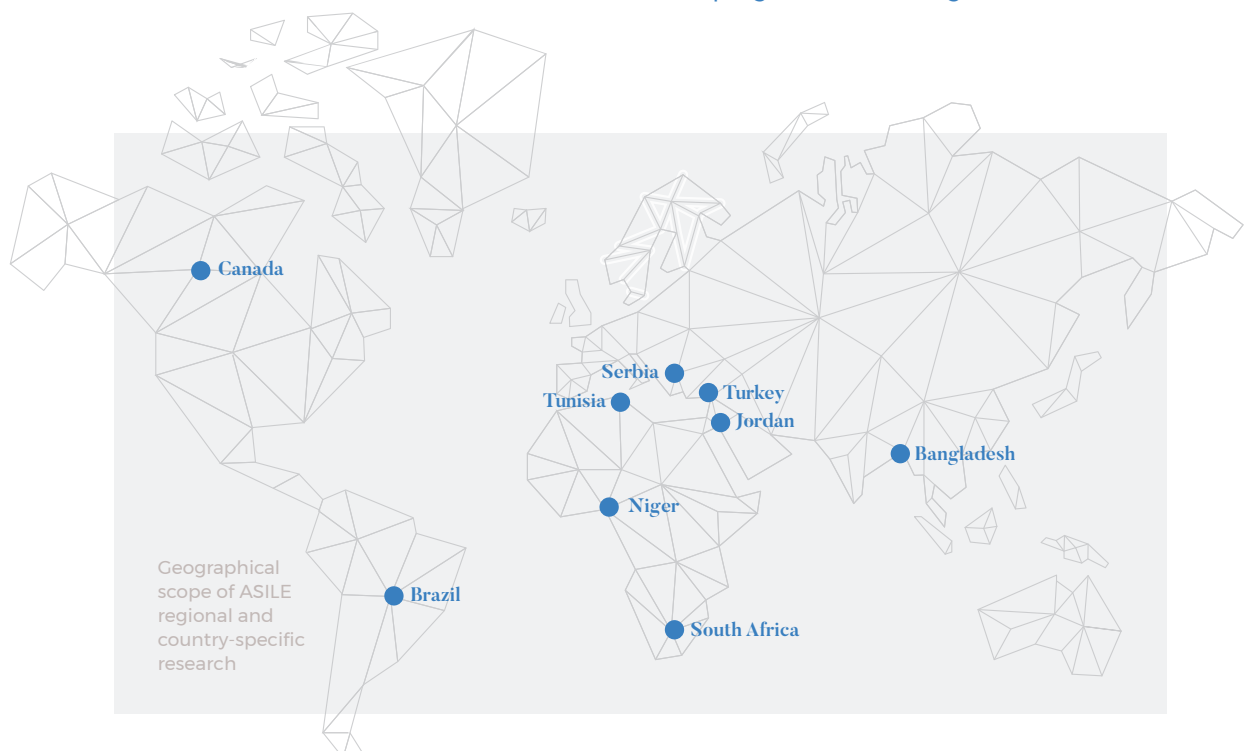 Canada
Serbia
Turkey
Tunisia
Jordan
Bangladesh
Niger
Geographical
scope of ASILE
regional and
country-specific
research
Brazil
South Africa